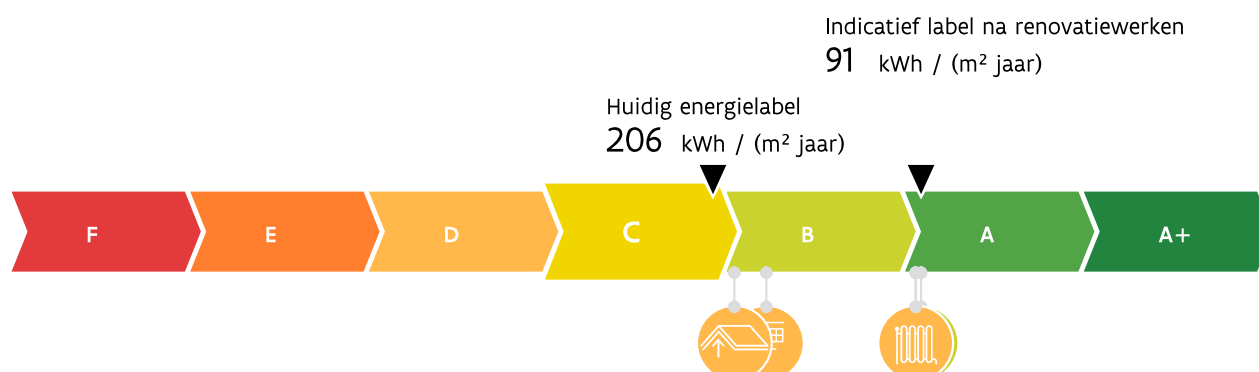 Indicatief label na renovatiewerken
91 kWh / (m² jaar)
Huidig energielabel
206 kWh / (m² jaar)
F E D C B A A+